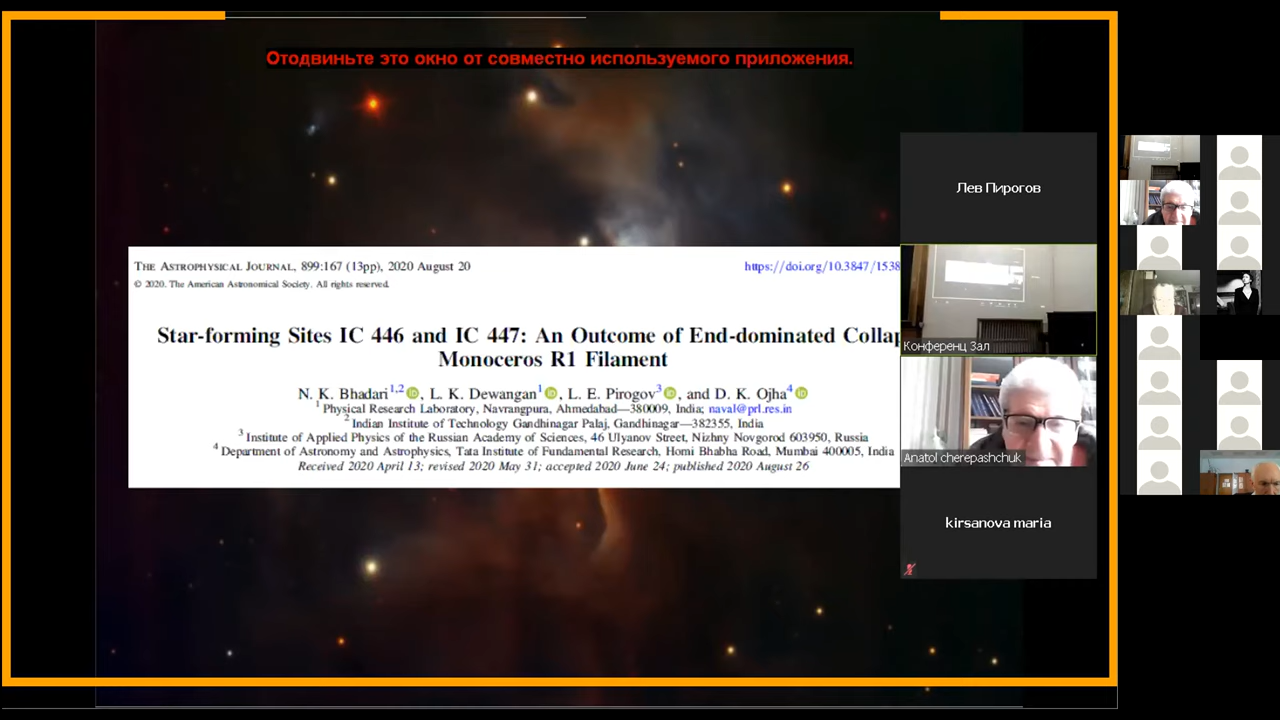 Отодвиньте это окно от совместно используемого приложения.
THE ASTROPHYSICAL JOURNAL, 899:167 (13pp), 2020 August 20
https://doi.org/10.3847/1538
© 2020. The American Astronomical Society. All rights reserved.
Star-forming Sites IC 446 and IC 447: An Outcome of End-dominated Collap
Monoceros R1 Filament
N. K. Bhadari1,2 iD, L. K. Dewangan1 iD, L. E. Pirogov3 iD, and D. K. Ojha4 iD
1 Physical Research Laboratory, Navrangpura, Ahmedabad—380009, India; naval@prl.res.in
2 Indian Institute of Technology Gandhinagar Palaj, Gandhinagar—382355, India
3 Institute of Applied Physics of the Russian Academy of Sciences, 46 Ulyanov Street, Nizhny Novgorod 603950, Russia
4 Department of Astronomy and Astrophysics, Tata Institute of Fundamental Research, Homi Bhabha Road, Mumbai 400005, India
Received 2020 April 13; revised 2020 May 31; accepted 2020 June 24; published 2020 August 26
Лев Пирогов
Конференц Зал
Anatol cherepashchuk
kirsanova maria